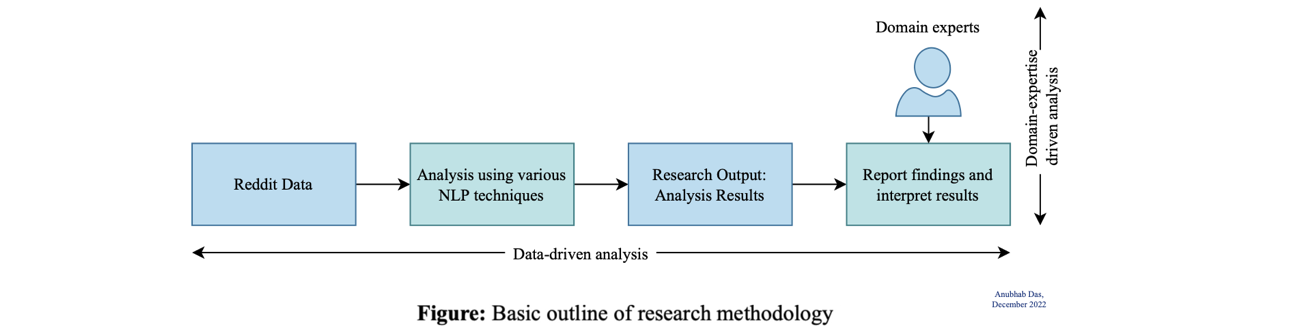 Domain experts
Domain-expertise
driven analysis
Reddit Data
Analysis using various
NLP techniques
Research Output:
Analysis Results
Report findings and
interpret results
Data-driven analysis
Anubhab Das,
December 2022
Figure: Basic outline of research methodology